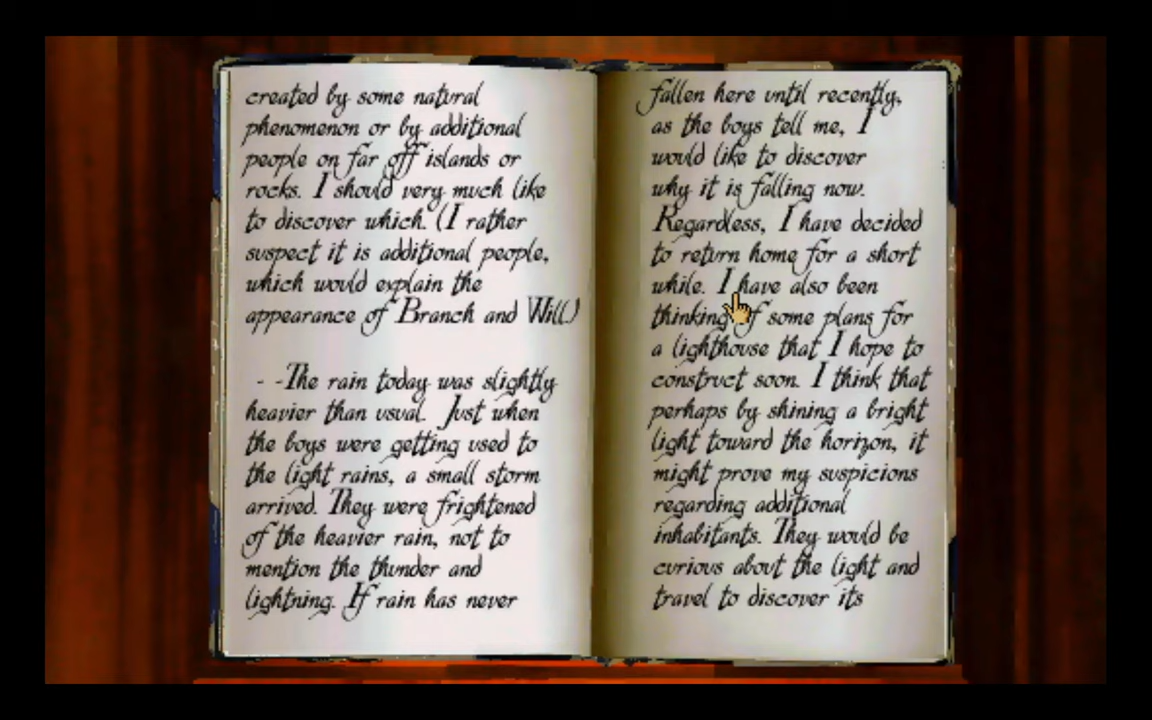 created by some natural
phenomenon or by additional
people on far off islands or
rocks. I should very much like
to discover which. (I rather
suspect it is additional people,
which would explain the
appearance of Branch and Will)
- -The rain today was slightly
heavier than usual. Just when
the boys were getting used to
the light rains, a small storm
arrived. They were frightened
of the heavier rain, not to
mention the thunder and
lightning. If rain has never
fallen here until recently,
as the boys tell me, I
would like to discover
why it is falling now.
Regardless, I have decided
to return home for a short
while. I have also been
thinking of some plans for
a lighthouse that I hope to
construct soon. I think that
perhaps by shining a bright
light toward the horizon, it
might prove my suspicions
regarding additional
inhabitants. They would be
curious about the light and
travel to discover its